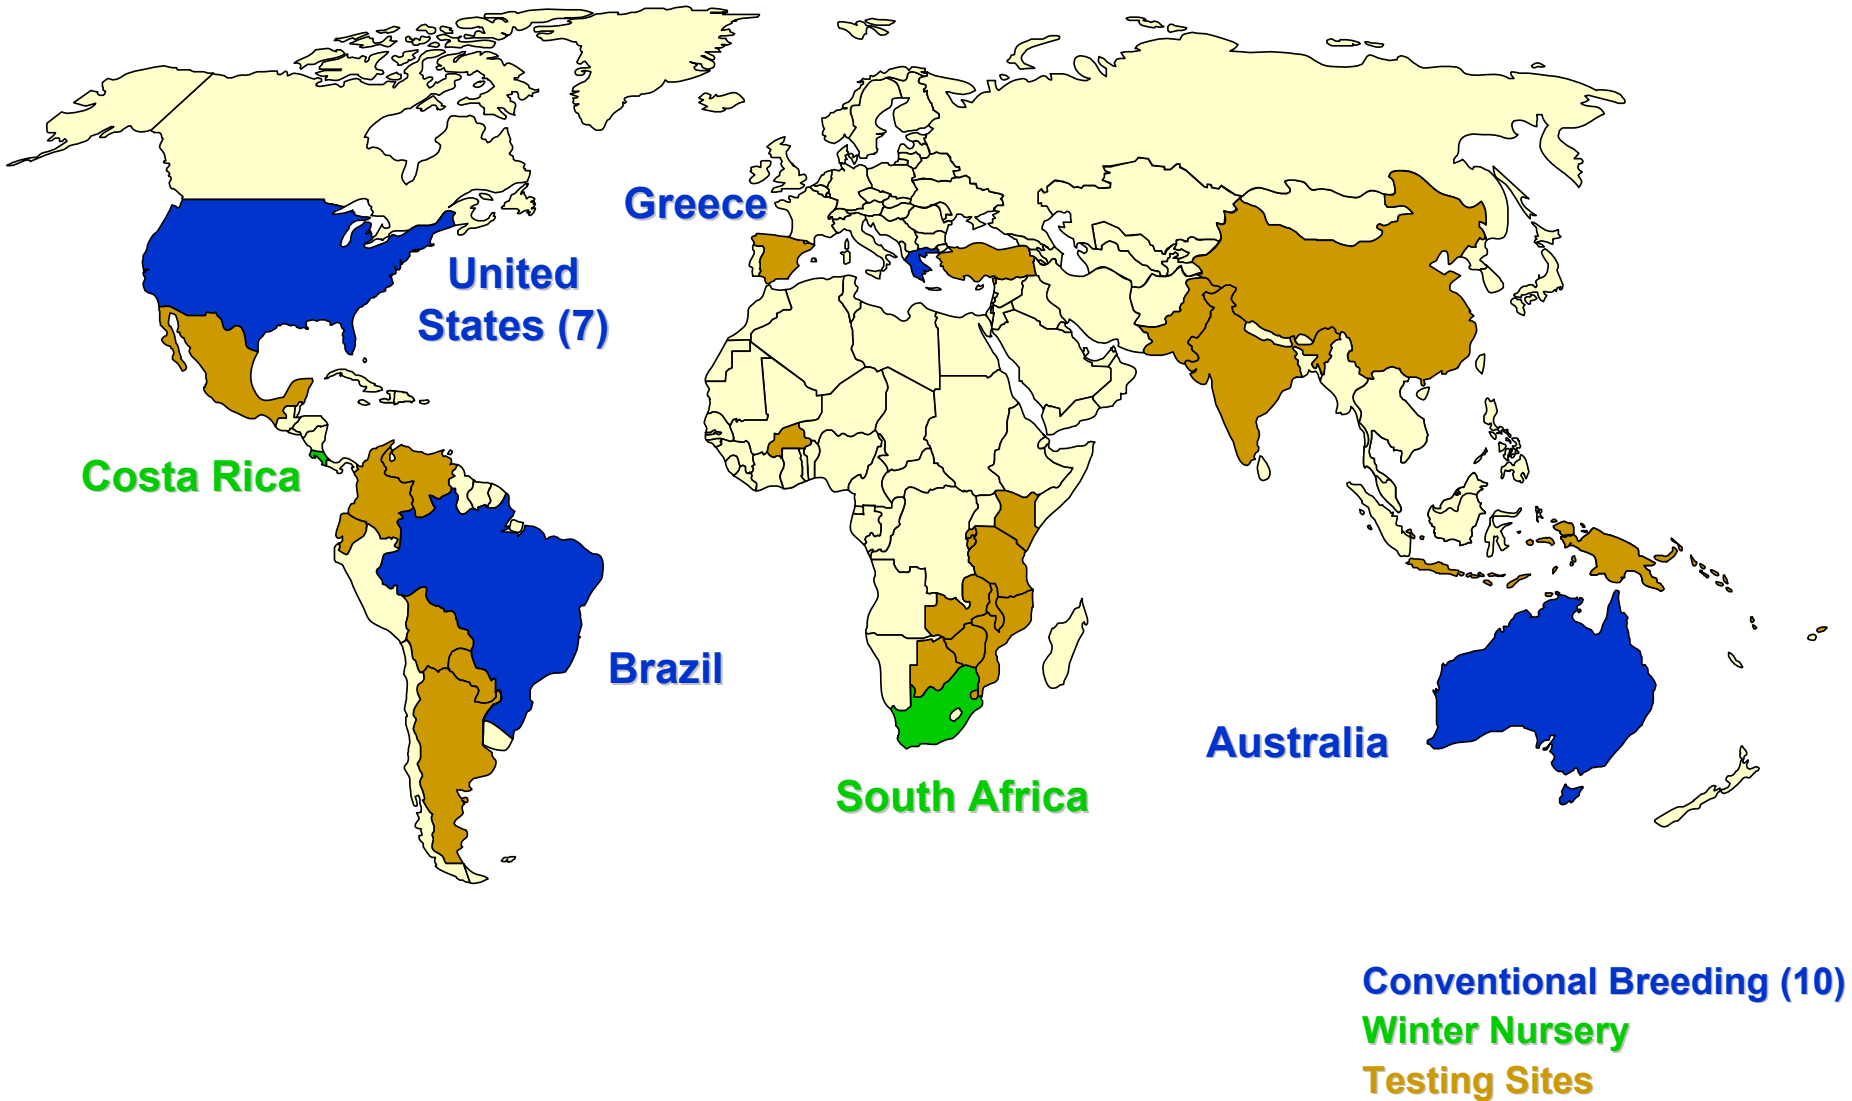 Greece
United
States (7)
Costa Rica
Brazil
Australia
South Africa
Conventional Breeding (10)
Winter Nursery
Testing Sites